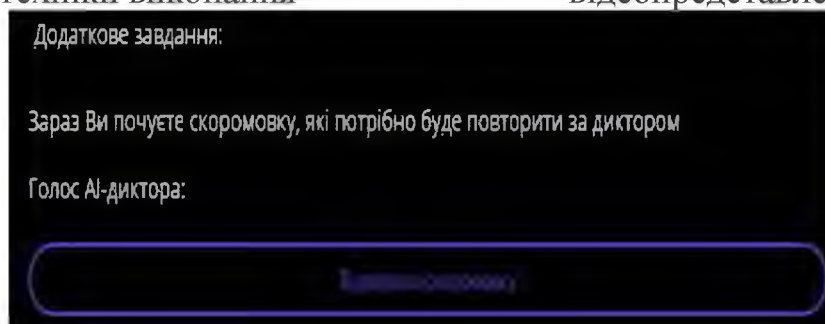 Додаткове завдання:
Зараз Ви почуєте скоромовку, які потрібно буде повторити за диктором
Голос AI-диктора: